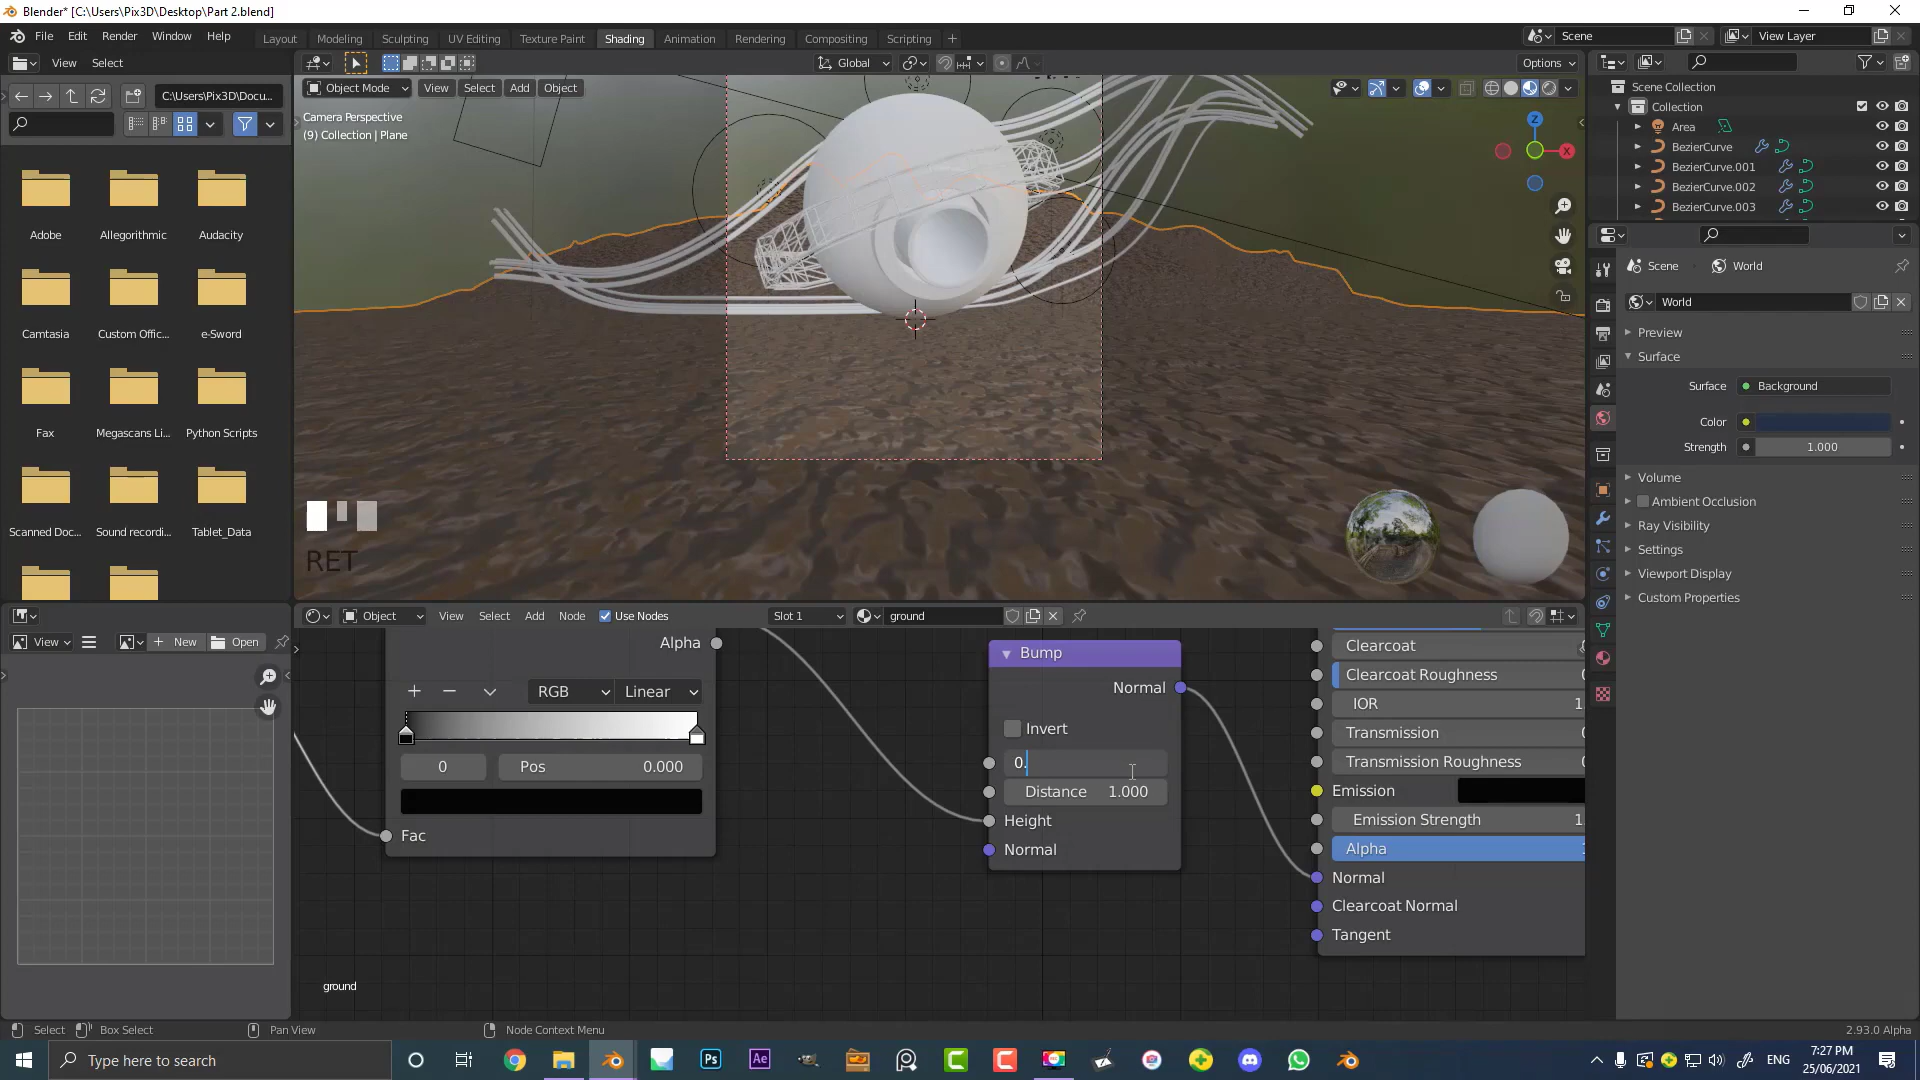 Blender* [C:\Users\Pix3D\Desktop\Part 2.blend]
File Edit Render Window Help
Layout Modeling Sculpting UV Editing Texture Paint Shading Animation Rendering Compositing Scripting
Scene
View Layer
View Select
Global
Options
C:\Users\Pix3D\Docu...
Object Mode View Select Add Object
Camera Perspective
(9) Collection | Plane
Scene Collection
Collection
Area
BezierCurve
BezierCurve.001
BezierCurve.002
BezierCurve.003
Z
X
Adobe Allegorithmic Audacity
Camtasia Custom Offic... e-Sword
Fax Megascans Li... Python Scripts
Scanned Doc... Sound recordi... Tablet_Data
RET
Scene World
World
Preview
Surface
Surface Background
Color
Strength 1.000
Volume
Ambient Occlusion
Ray Visibility
Settings
Viewport Display
Custom Properties
Object View Select Add Node Use Nodes Slot 1 ground
View New Open
Alpha
RGB Linear
0 Pos 0.000
Fac
Bump
Normal
Invert
0.
Distance 1.000
Height
Normal
Clearcoat
Clearcoat Roughness
IOR 1.
Transmission
Transmission Roughness
Emission
Emission Strength 1.
Alpha
Normal
Clearcoat Normal
Tangent
ground
Select Box Select Pan View Node Context Menu 2.93.0 Alpha
Type here to search
Ps Ae
ENG
7:27 PM
25/06/2021